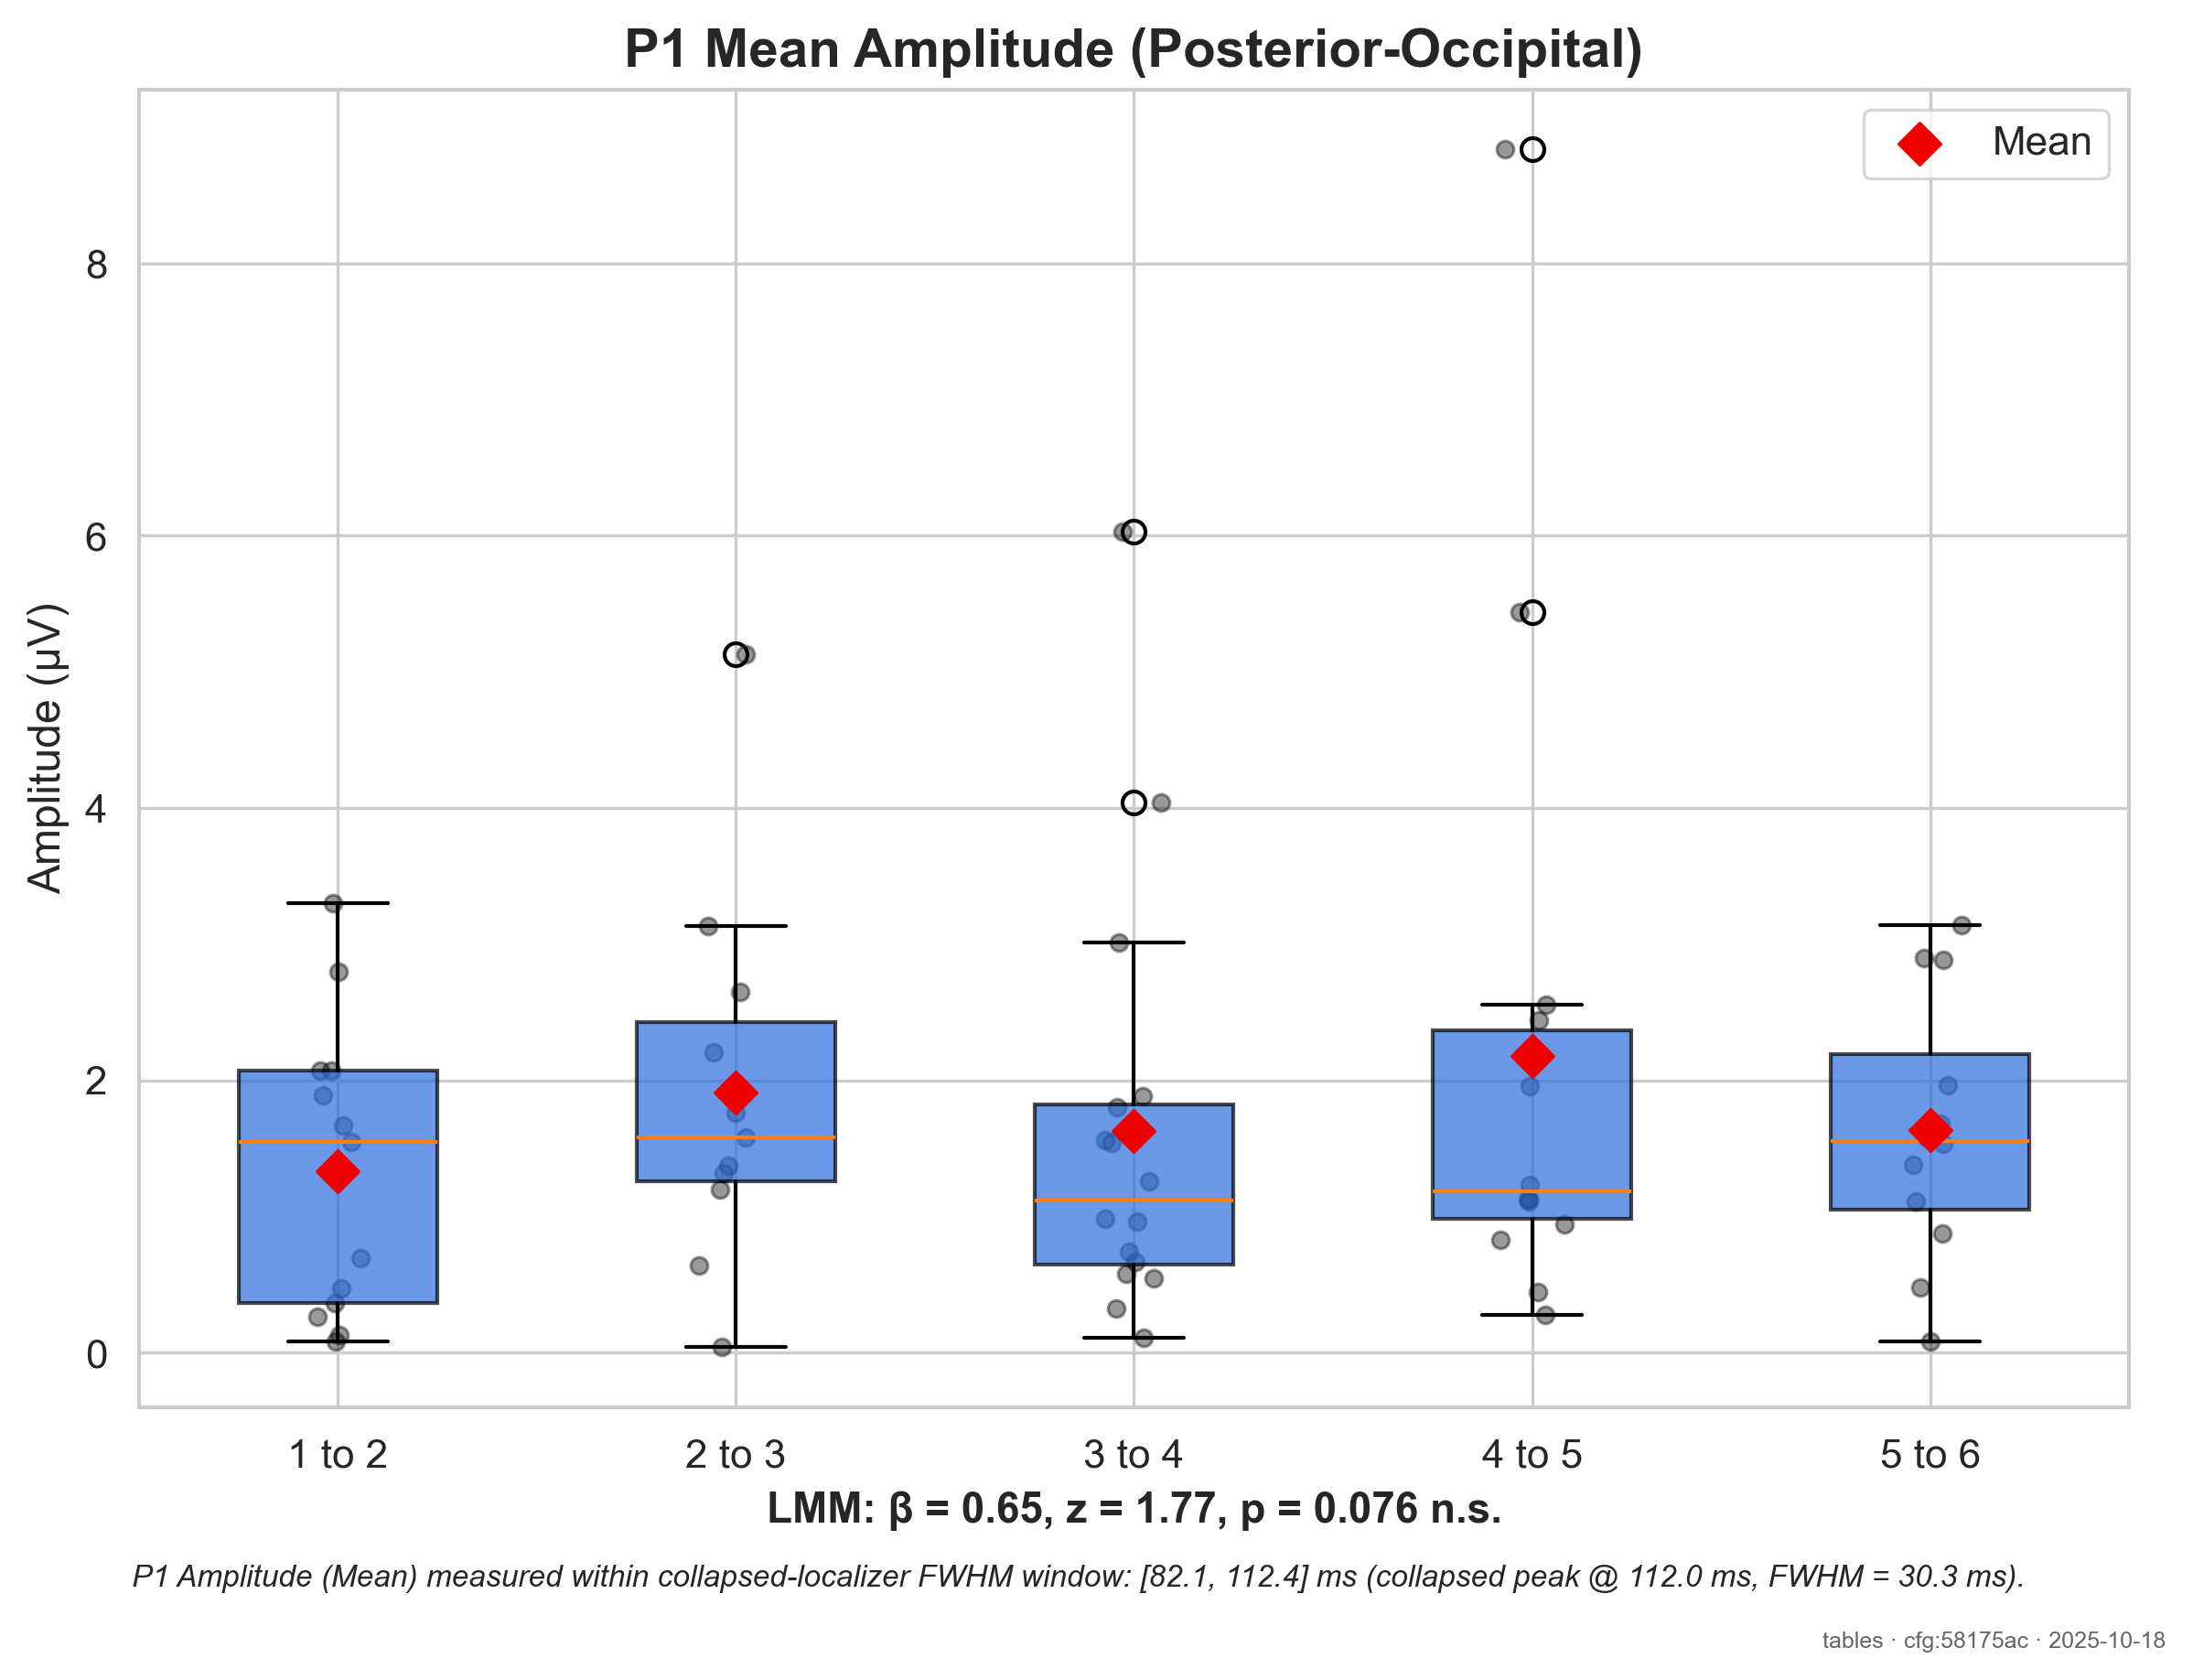 P1 Mean Amplitude (Posterior-Occipital)
Mean
Amplitude (µV)
8
6
4
2
0
1 to 2
2 to 3
3 to 4
4 to 5
5 to 6
LMM: β = 0.65, z = 1.77, p = 0.076 n.s.
P1 Amplitude (Mean) measured within collapsed-localizer FWHM window: [82.1, 112.4] ms (collapsed peak @ 112.0 ms, FWHM = 30.3 ms).
tables · cfg:58175ac · 2025-10-18